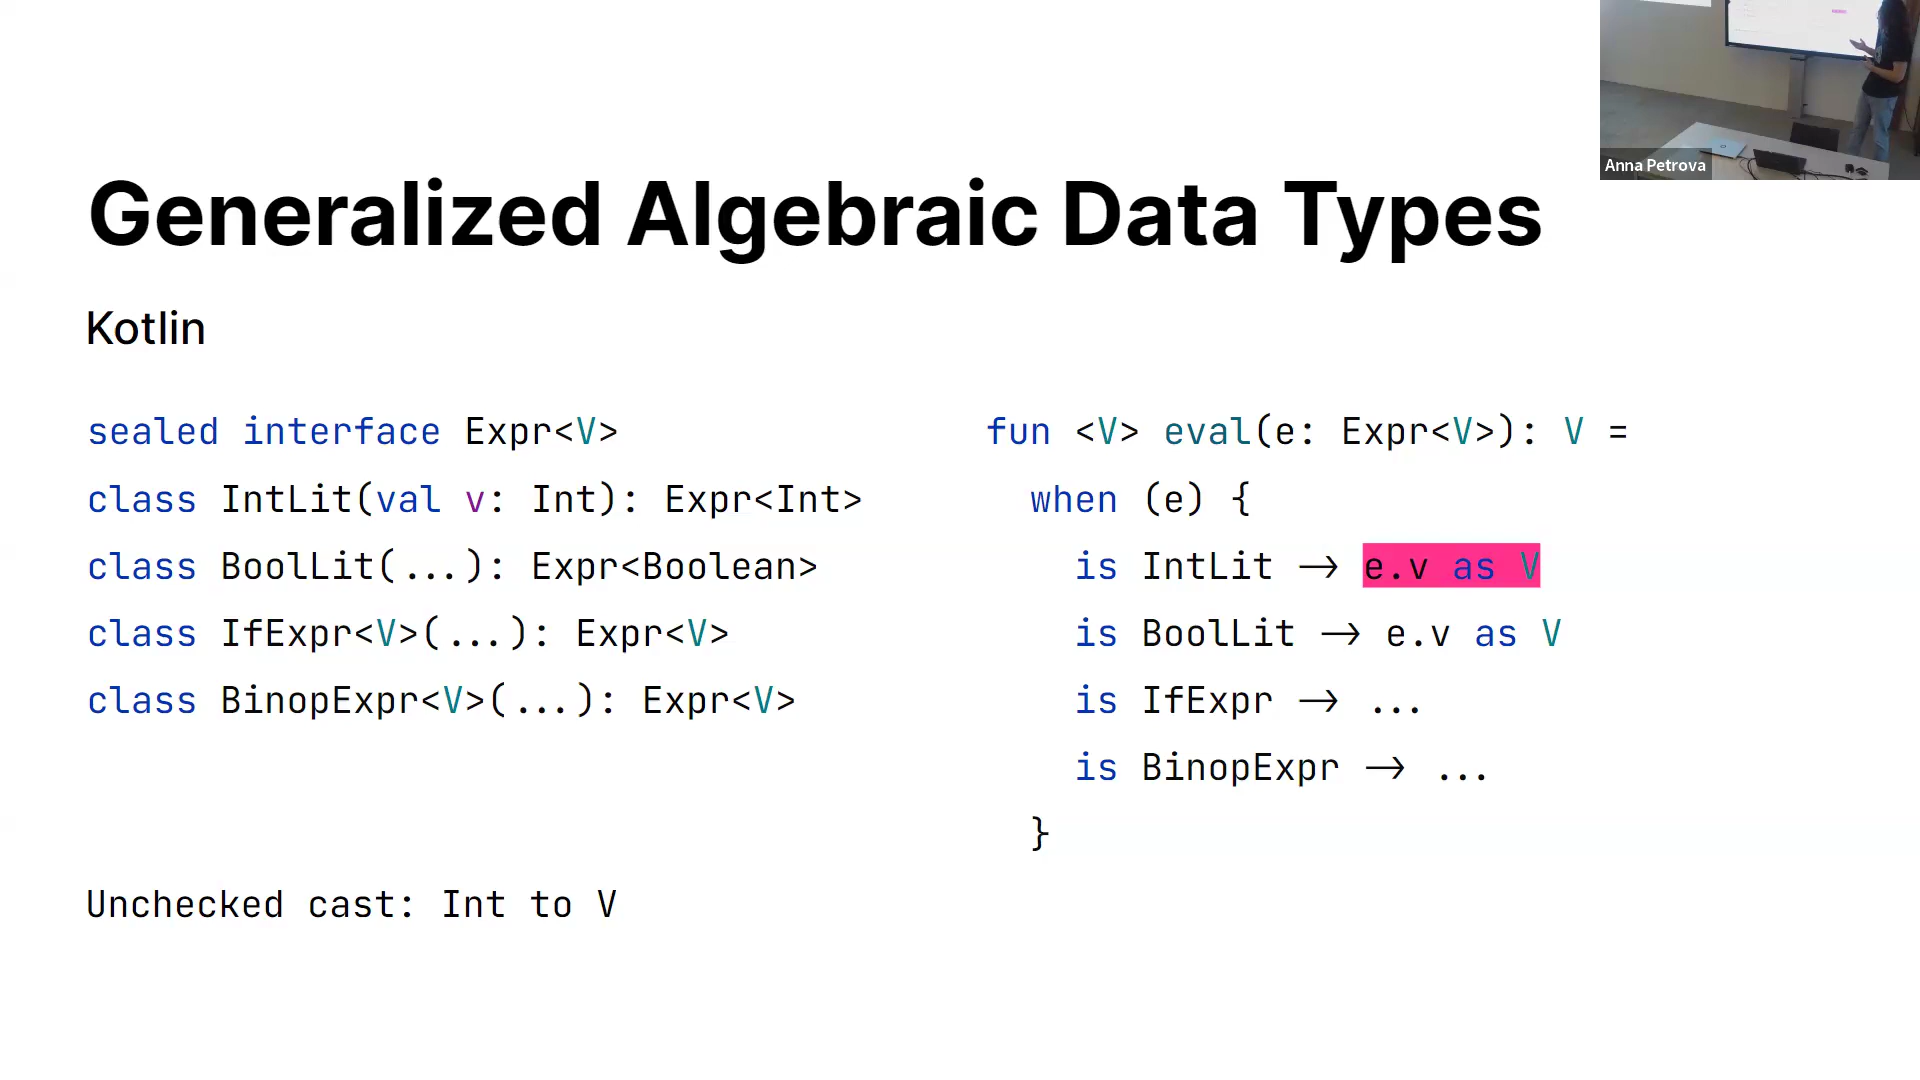 Generalized Algebraic Data Types
Anna Petrova
Kotlin
sealed interface Expr<V>
class IntLit(val v: Int): Expr<Int>
class BoolLit(...): Expr<Boolean>
class IfExpr<V>(...): Expr<V>
class BinopExpr<V>(...): Expr<V>
fun <V> eval(e: Expr<V>): V =
when (e) {
is IntLit → e.v as V
is BoolLit → e.v as V
is IfExpr → ...
is BinopExpr → ...
}
Unchecked cast: Int to V